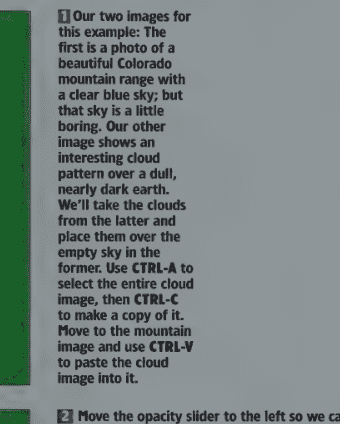 1 Our two images for
this example: The
first is a photo of a
beautiful Colorado
mountain range with
a clear blue sky; but
that sky is a little
boring. Our other
image shows an
interesting cloud
pattern over a dull,
nearly dark earth.
We'll take the clouds
from the latter and
place them over the
empty sky in the
former. Use CTRL-A to
select the entire cloud
image, then CTRL-C
to make a copy of it.
Move to the mountain
image and use CTRL-V
to paste the cloud
image into it.
2 Move the opacity slider to the left so we ca